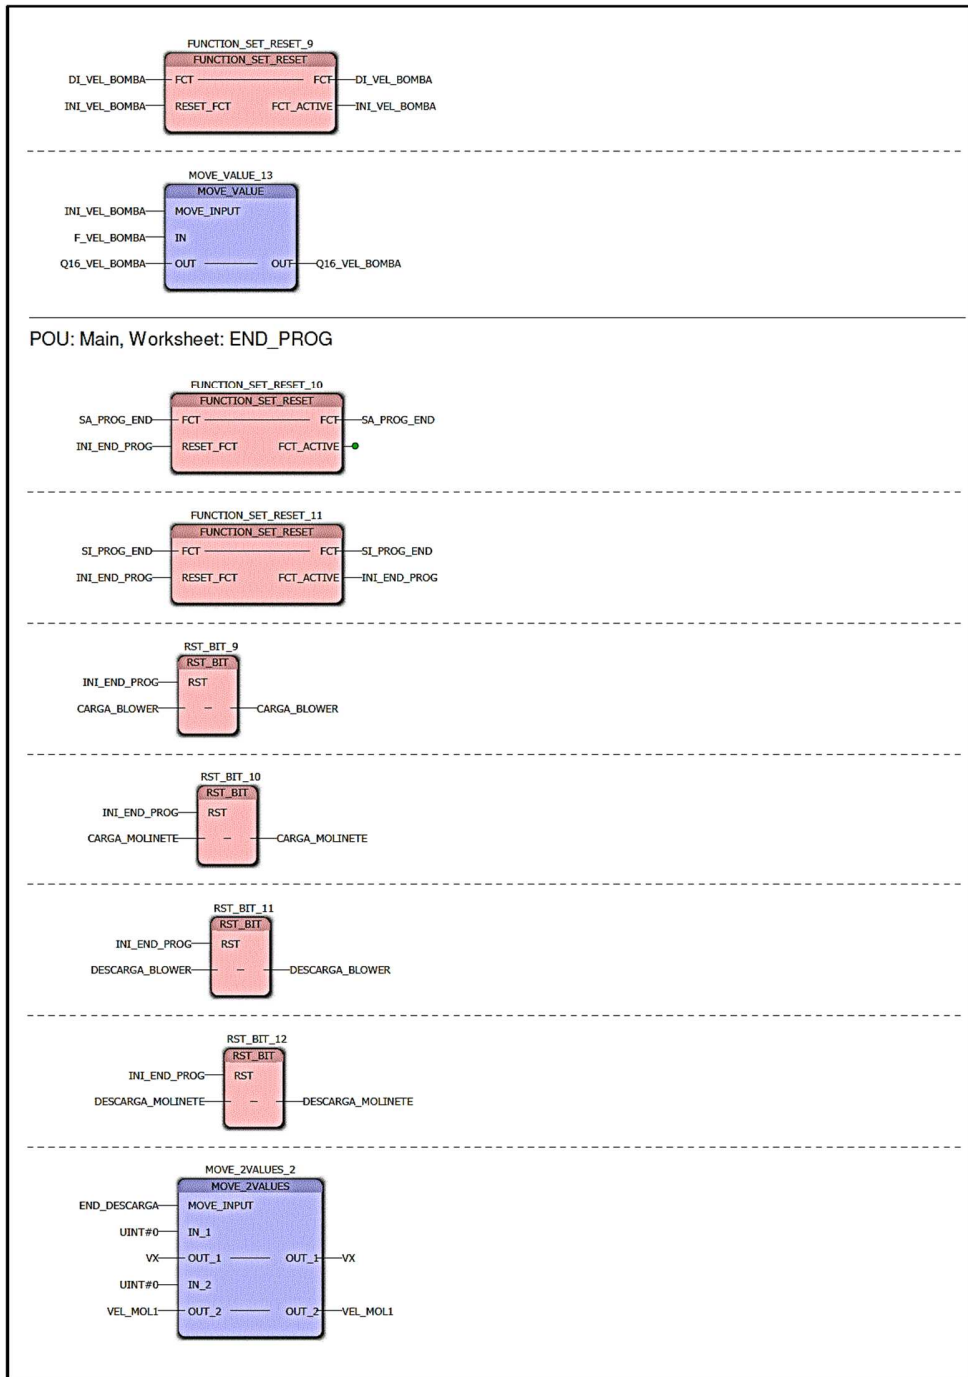 FUNCTION_SET_RESET_9
FUNCTION_SET_RESET
DI_VEL_BOMBA FCT FCT DI_VEL_BOMBA
INI_VEL_BOMBA RESET_FCT FCT_ACTIVE INI_VEL_BOMBA
MOVE_VALUE_13
MOVE_VALUE
INI_VEL_BOMBA MOVE_INPUT
F_VEL_BOMBA IN
Q16_VEL_BOMBA OUT OUT Q16_VEL_BOMBA
POU: Main, Worksheet: END_PROG
FUNCTION_SET_RESET_10
FUNCTION_SET_RESET
SA_PROG_END FCT FCT SA_PROG_END
INI_END_PROG RESET_FCT FCT_ACTIVE
FUNCTION_SET_RESET_11
FUNCTION_SET_RESET
SI_PROG_END FCT FCT SI_PROG_END
INI_END_PROG RESET_FCT FCT_ACTIVE INI_END_PROG
RST_BIT_9
RST_BIT
INI_END_PROG RST
CARGA_BLOWER - CARGA_BLOWER
RST_BIT_10
RST_BIT
INI_END_PROG RST
CARGA_MOLINETE - CARGA_MOLINETE
RST_BIT_11
RST_BIT
INI_END_PROG RST
DESCARGA_BLOWER - DESCARGA_BLOWER
RST_BIT_12
RST_BIT
INI_END_PROG RST
DESCARGA_MOLINETE - DESCARGA_MOLINETE
MOVE_2VALUES_2
MOVE_2VALUES
END_DESCARGA MOVE_INPUT
UINT#0 IN_1
VX OUT_1 OUT_1 VX
UINT#0 IN_2
VEL_MOL1 OUT_2 OUT_2 VEL_MOL1